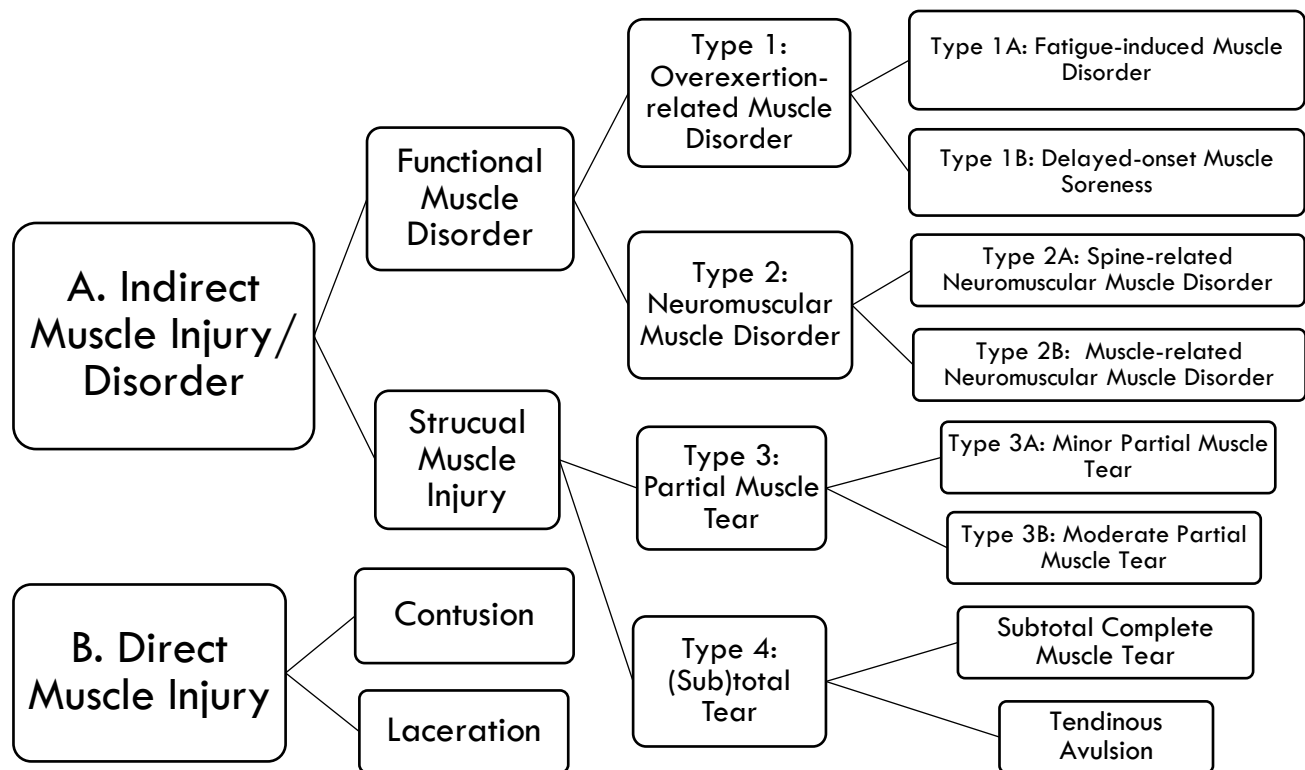 A. Indirect
Muscle Injury/
Disorder
Functional
Muscle
Disorder
Type 1:
Overexertion-
related Muscle
Disorder
Type 1A: Fatigue-induced Muscle
Disorder
Type 1B: Delayed-onset Muscle
Soreness
Type 2:
Neuromuscular
Muscle Disorder
Type 2A: Spine-related
Neuromuscular Muscle Disorder
Type 2B: Muscle-related
Neuromuscular Muscle Disorder
Strucual
Muscle
Injury
Type 3:
Partial Muscle
Tear
Type 3A: Minor Partial Muscle
Tear
Type 3B: Moderate Partial
Muscle Tear
Type 4:
(Sub)total
Tear
Subtotal Complete
Muscle Tear
Tendinous
Avulsion
B. Direct
Muscle Injury
Contusion
Laceration